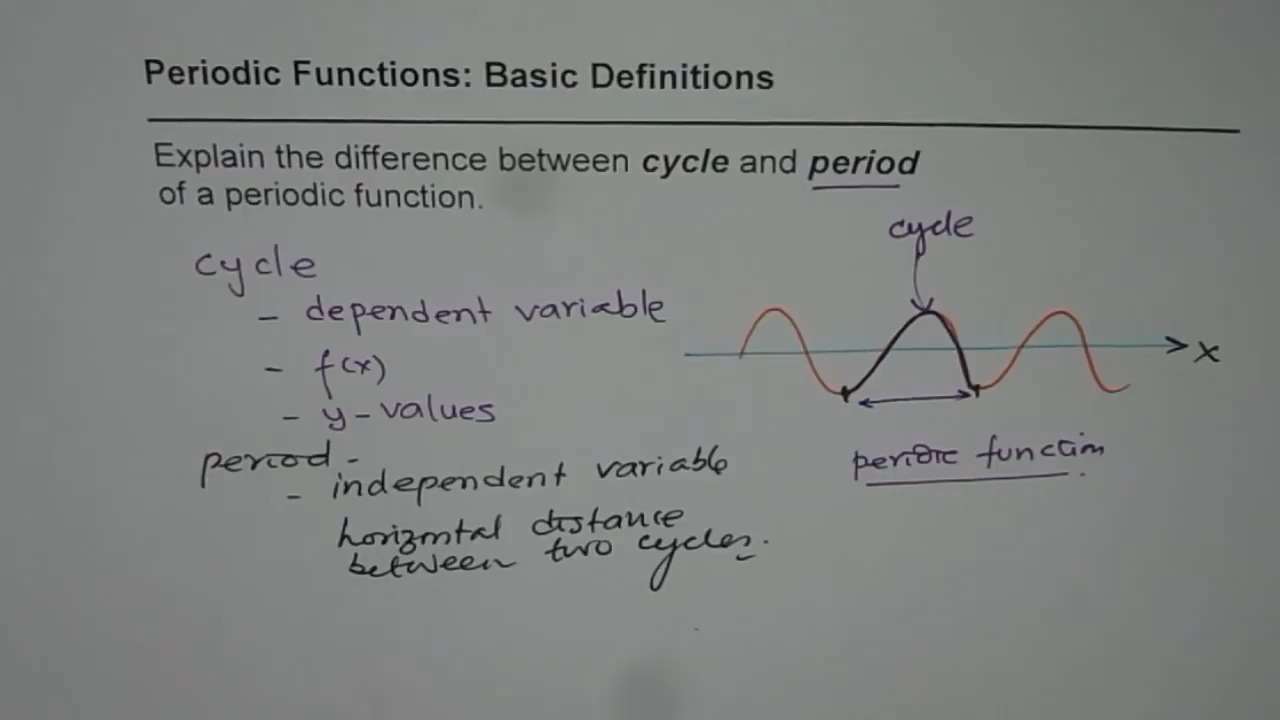 Periodic Functions: Basic Definitions
Explain the difference between cycle and period
of a periodic function.
cycle
cycle
- dependent variable
- f(x)
x
- y-values
period -
- independent variable
periodic function
horizontal distance
between two cycles.